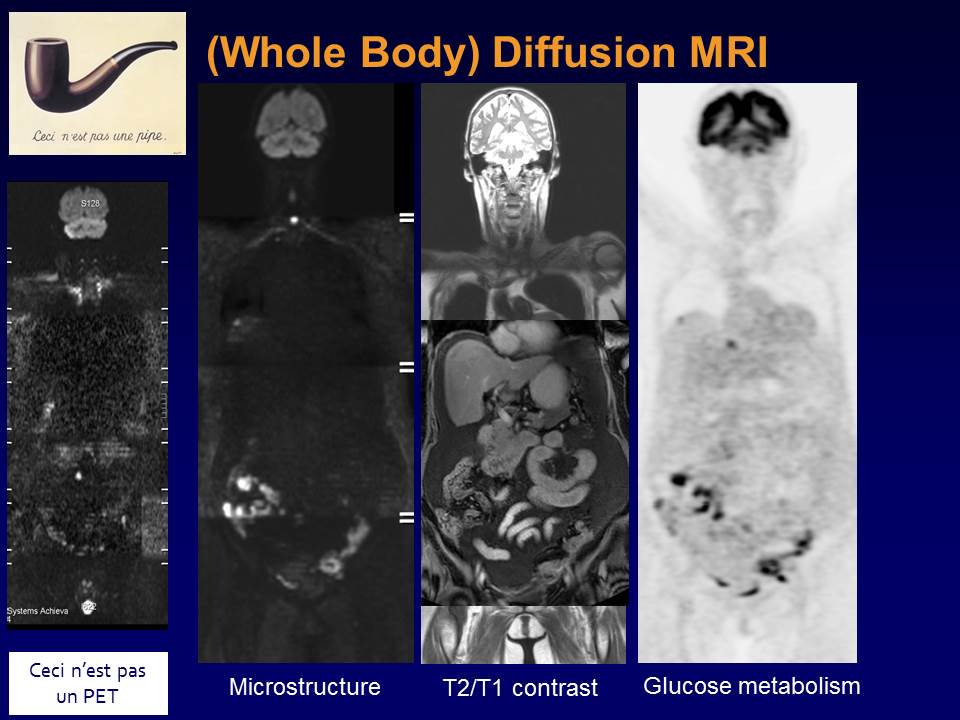 (Whole Body) Diffusion MRI
Ceci n'est pas une pipe.
S128
Systems Achieva
4
Ceci n'est pas
un PET
Microstructure
T2/T1 contrast
Glucose metabolism